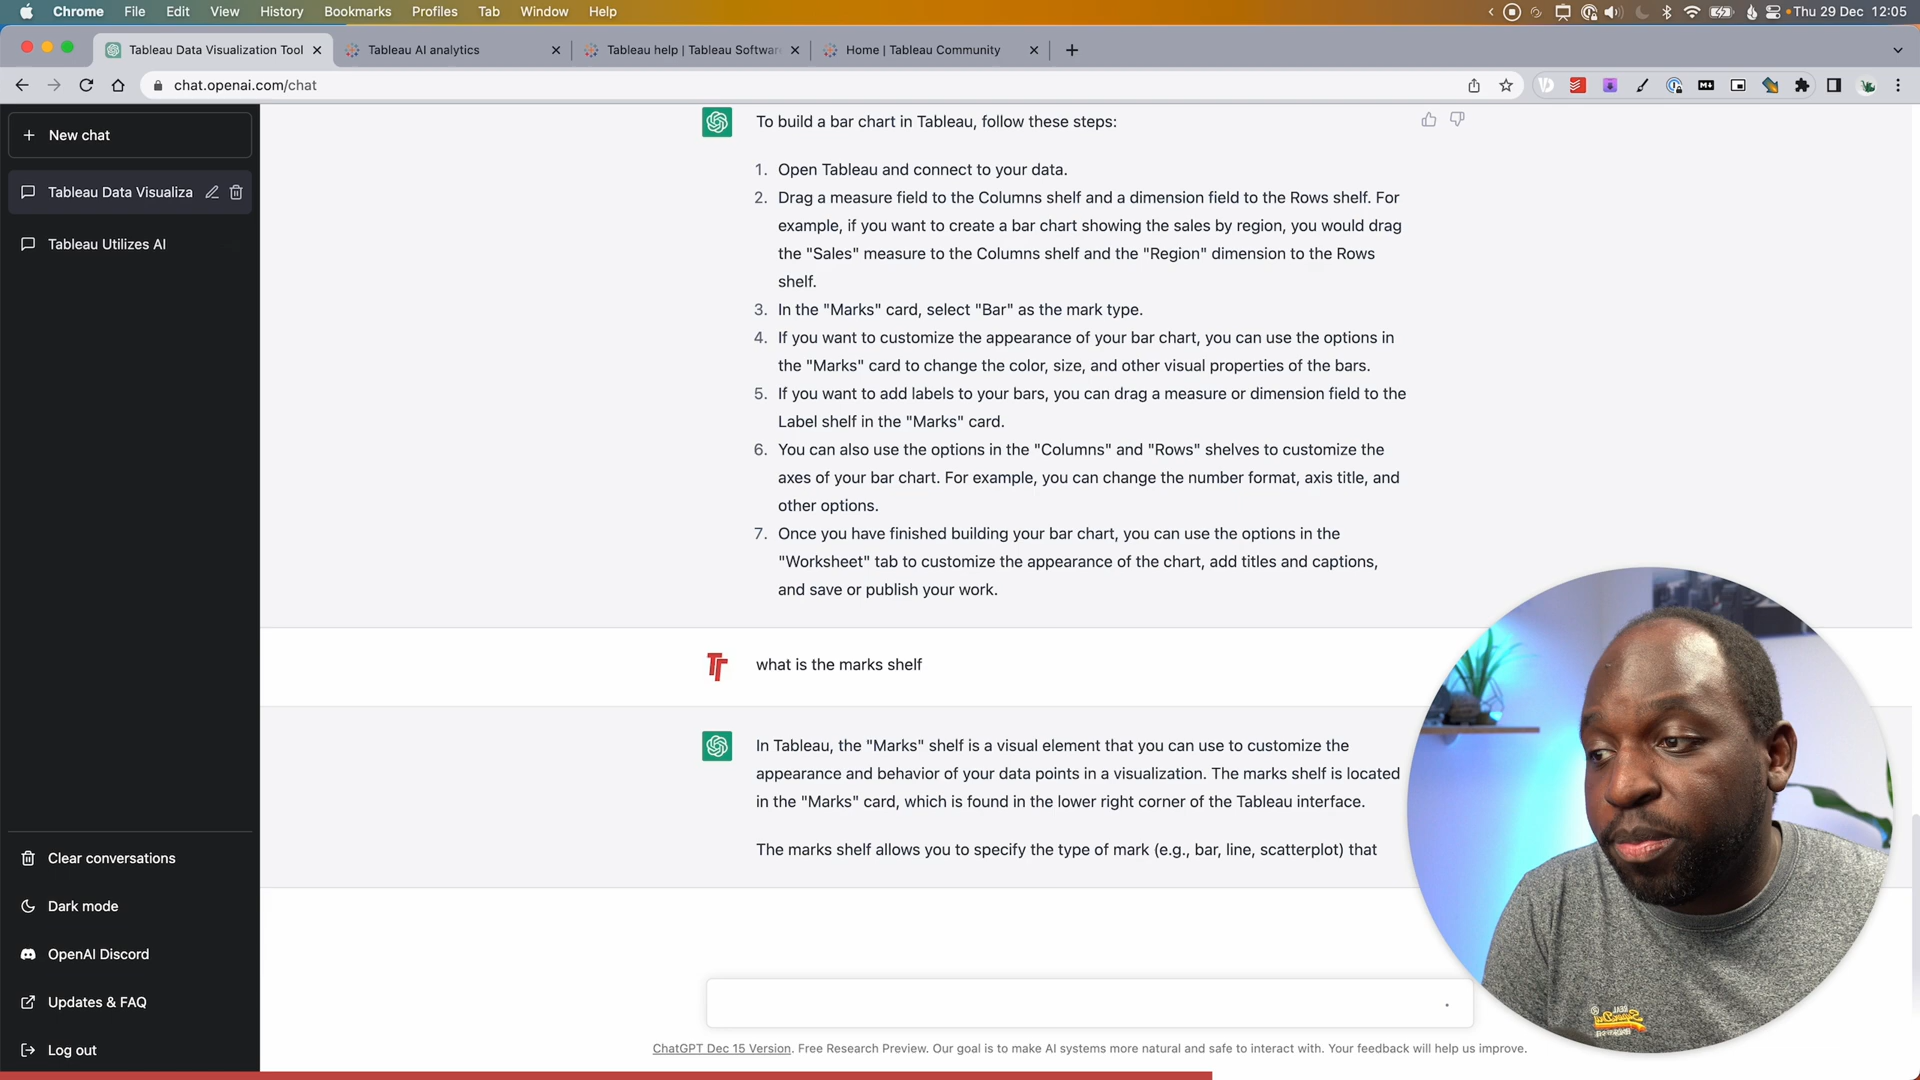 Chrome File Edit View History Bookmarks Profiles Tab Window Help
Thu 29 Dec 12:05
Tableau Data Visualization Tool
Tableau AI analytics
Tableau help | Tableau Softwar
Home | Tableau Community
chat.openai.com/chat
New chat
Tableau Data Visualiza
Tableau Utilizes AI
Clear conversations
Dark mode
OpenAI Discord
Updates & FAQ
Log out
To build a bar chart in Tableau, follow these steps:
1. Open Tableau and connect to your data.
2. Drag a measure field to the Columns shelf and a dimension field to the Rows shelf. For
example, if you want to create a bar chart showing the sales by region, you would drag
the "Sales" measure to the Columns shelf and the "Region" dimension to the Rows
shelf.
3. In the "Marks" card, select "Bar" as the mark type.
4. If you want to customize the appearance of your bar chart, you can use the options in
the "Marks" card to change the color, size, and other visual properties of the bars.
5. If you want to add labels to your bars, you can drag a measure or dimension field to the
Label shelf in the "Marks" card.
6. You can also use the options in the "Columns" and "Rows" shelves to customize the
axes of your bar chart. For example, you can change the number format, axis title, and
other options.
7. Once you have finished building your bar chart, you can use the options in the
"Worksheet" tab to customize the appearance of the chart, add titles and captions,
and save or publish your work.
what is the marks shelf
In Tableau, the "Marks" shelf is a visual element that you can use to customize the
appearance and behavior of your data points in a visualization. The marks shelf is located
in the "Marks" card, which is found in the lower right corner of the Tableau interface.
The marks shelf allows you to specify the type of mark (e.g., bar, line, scatterplot) that
ChatGPT Dec 15 Version. Free Research Preview. Our goal is to make AI systems more natural and safe to interact with. Your feedback will help us improve.